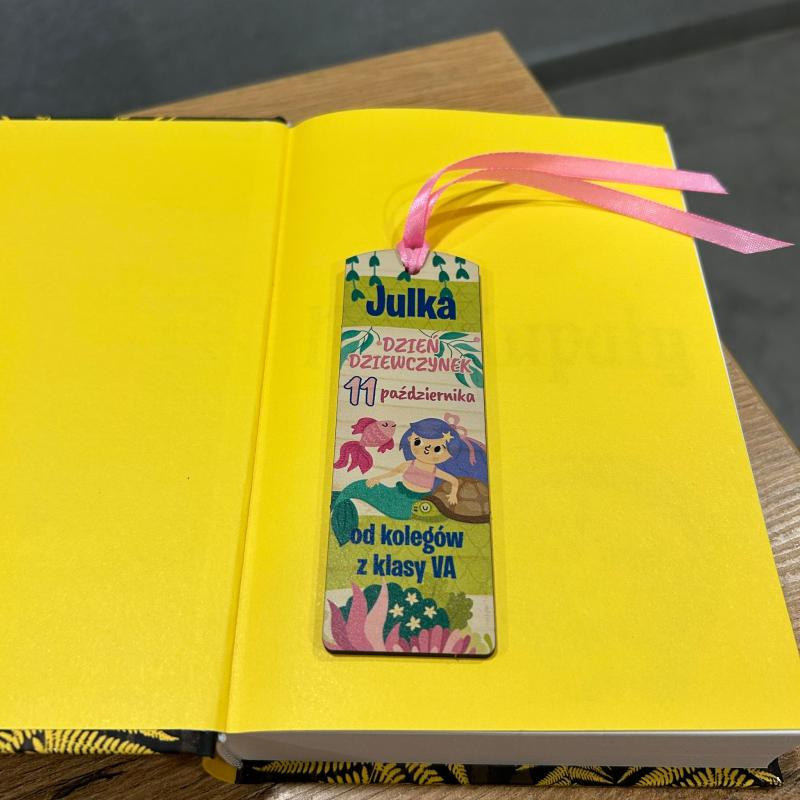 Julka
DZIEŃ
DZIEWCZYNEK
11 października
od kolegów
z klasy VA